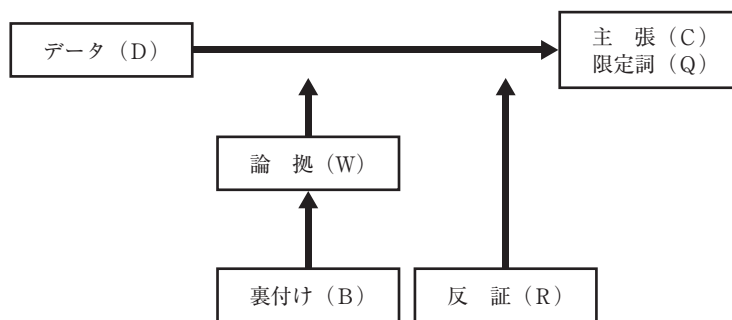 データ（D）
主　張（C）
限定詞（Q）
論　拠（W）
裏付け（B）
反　証（R）